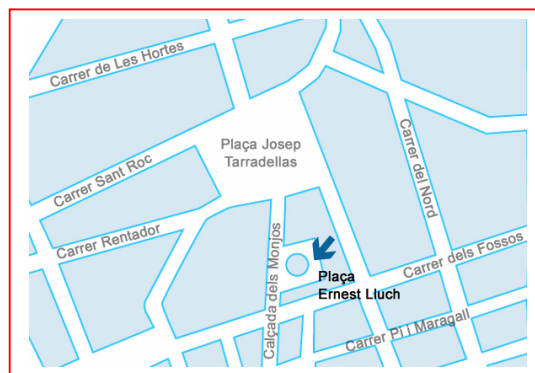 Carrer de Les Hortes
Plaça Josep
Tarradellas
Carrer Sant Roc
Carrer del Nord
Carrer Rentador
Calçada dels Monjos
Plaça
Ernest Lluch
Carrer dels Fossos
Carrer Pi i Maragall